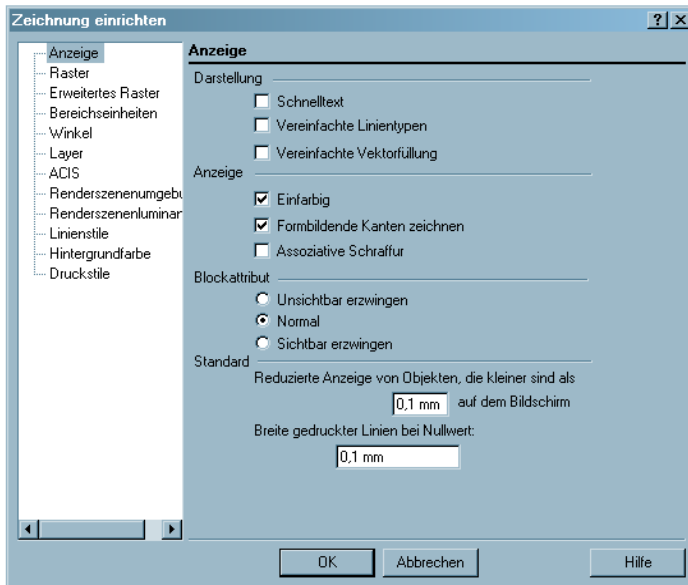 Zeichnung einrichten
Anzeige
Raster
Erweitertes Raster
Bereichseinheiten
Winkel
Layer
ACIS
Renderszenenumgebu
Renderszenenluminan
Linienstile
Hintergrundfarbe
Druckstile
Anzeige
Darstellung
Schnelltext
Vereinfachte Linientypen
Vereinfachte Vektorfüllung
Anzeige
Einfarbig
Formbildende Kanten zeichnen
Assoziative Schraffur
Blockattribut
Unsichtbar erzwingen
Normal
Sichtbar erzwingen
Standard
Reduzierte Anzeige von Objekten, die kleiner sind als
0,1 mm auf dem Bildschirm
Breite gedruckter Linien bei Nullwert:
0,1 mm
OK Abbrechen Hilfe